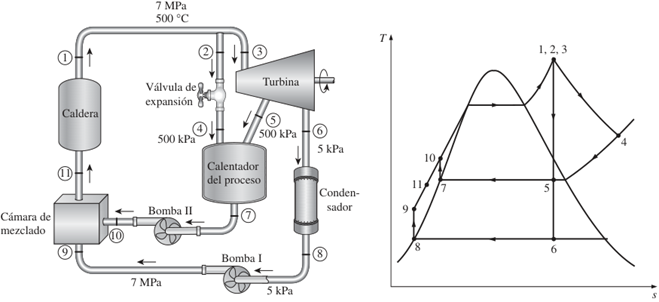 7 MPa
500 °C
1
2
3
Turbina
Válvula de
expansión
Caldera
4
500 kPa
5
500 kPa
6
5 kPa
Calentador
del proceso
11
Conden-
sador
Cámara de
mezclado
Bomba II
10
7
9
Bomba I
8
7 MPa
5 kPa
T
1, 2, 3
4
10
11
7
5
9
8
6
s